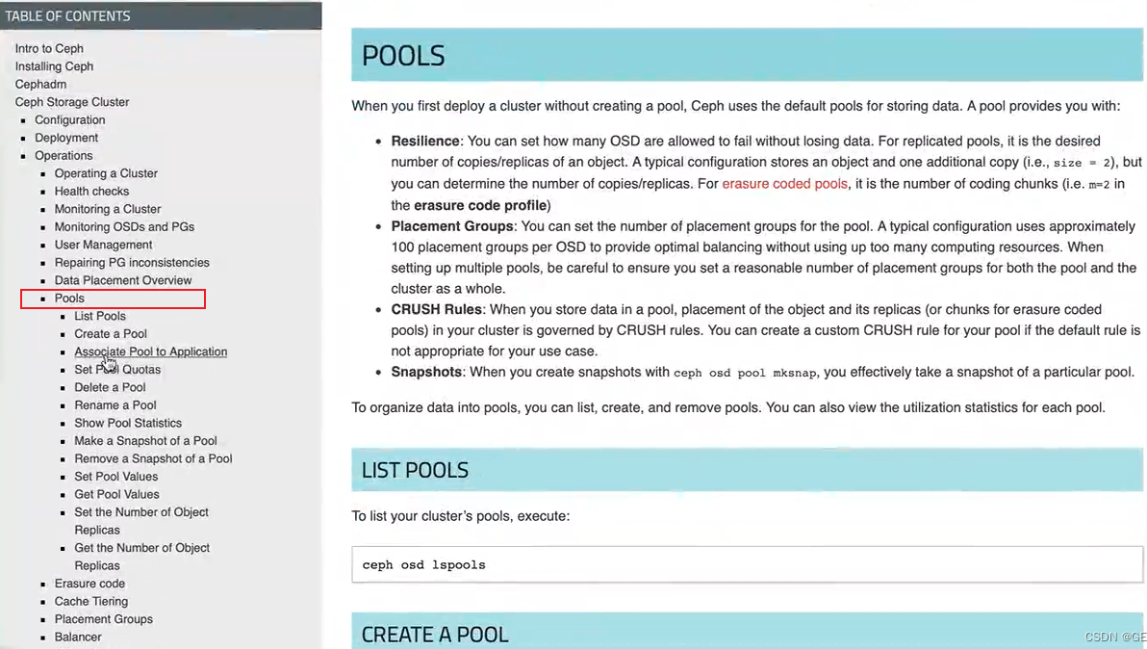 TABLE OF CONTENTS
Intro to Ceph
Installing Ceph
Cephadm
Ceph Storage Cluster
Configuration
Deployment
Operations
Operating a Cluster
Health checks
Monitoring a Cluster
Monitoring OSDs and PGs
User Management
Repairing PG inconsistencies
Data Placement Overview
Pools
List Pools
Create a Pool
Associate Pool to Application
Set Pool Quotas
Delete a Pool
Rename a Pool
Show Pool Statistics
Make a Snapshot of a Pool
Remove a Snapshot of a Pool
Set Pool Values
Get Pool Values
Set the Number of Object
Replicas
Get the Number of Object
Replicas
Erasure code
Cache Tiering
Placement Groups
Balancer
POOLS
When you first deploy a cluster without creating a pool, Ceph uses the default pools for storing data. A pool provides you with:
Resilience: You can set how many OSD are allowed to fail without losing data. For replicated pools, it is the desired
number of copies/replicas of an object. A typical configuration stores an object and one additional copy (i.e., size = 2), but
you can determine the number of copies/replicas. For erasure coded pools, it is the number of coding chunks (i.e. m=2 in
the erasure code profile)
Placement Groups: You can set the number of placement groups for the pool. A typical configuration uses approximately
100 placement groups per OSD to provide optimal balancing without using up too many computing resources. When
setting up multiple pools, be careful to ensure you set a reasonable number of placement groups for both the pool and the
cluster as a whole.
CRUSH Rules: When you store data in a pool, placement of the object and its replicas (or chunks for erasure coded
pools) in your cluster is governed by CRUSH rules. You can create a custom CRUSH rule for your pool if the default rule is
not appropriate for your use case.
Snapshots: When you create snapshots with ceph osd pool mksnap, you effectively take a snapshot of a particular pool.
To organize data into pools, you can list, create, and remove pools. You can also view the utilization statistics for each pool.
LIST POOLS
To list your cluster's pools, execute:
ceph osd lspools
CREATE A POOL
CSDN @GE